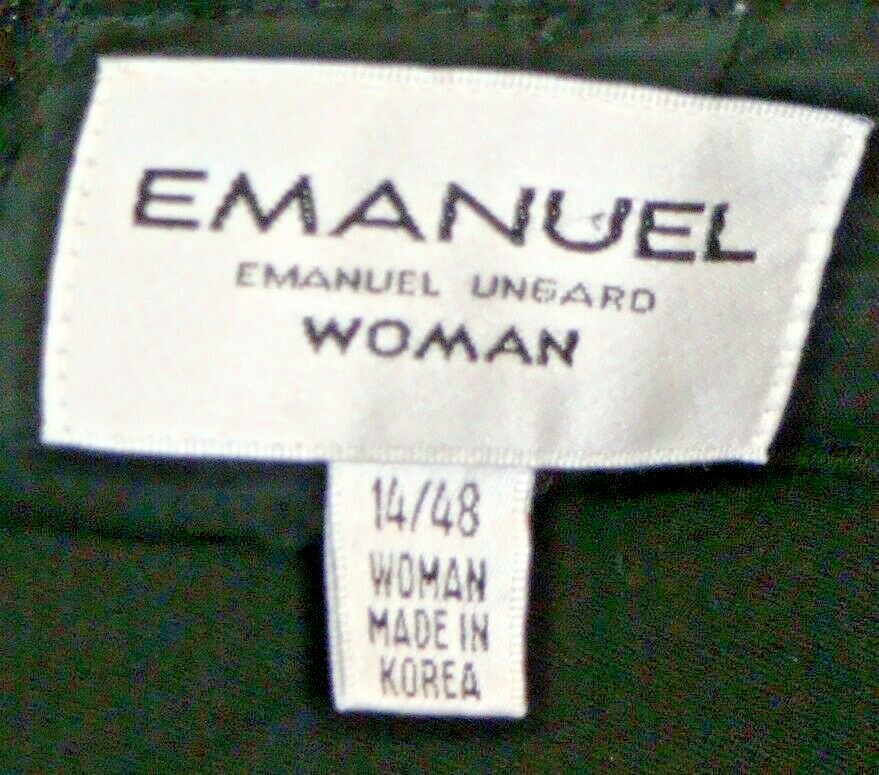 EMANUEL
EMANUEL UNGARO
WOMAN
14/48
WOMAN
MADE IN
KOREA